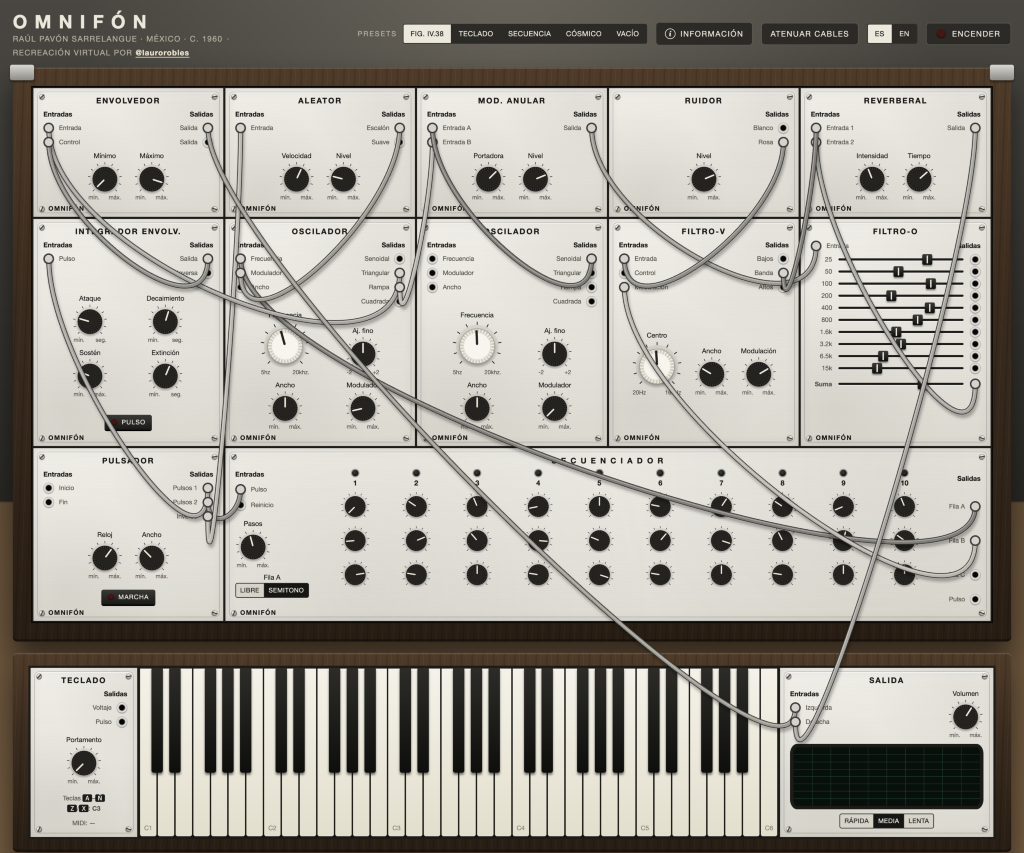 OMNIFÓN
RAÚL PAVÓN SARRELANGUE · MÉXICO · C. 1960 ·
RECREACIÓN VIRTUAL POR @laurorobles
PRESETS FIG. IV.38 TECLADO SECUENCIA CÓSMICO VACÍO
i INFORMACIÓN
ATENUAR CABLES
ES EN
ENCENDER
ENVOLVEDOR
Entradas Salidas
Entrada Salida
Control Salida
Mínimo Máximo
mín. máx. mín. máx.
OMNIFÓN
ALEATOR
Entradas Salidas
Entrada Escalón
Suave
Velocidad Nivel
mín. máx. mín. máx.
OMNIFÓN
MOD. ANULAR
Entradas Salidas
Entrada A Salida
Entrada B
Portadora Nivel
mín. máx. mín. máx.
OMNIFÓN
RUIDOR
Salidas
Blanco
Rosa
Nivel
mín. máx.
OMNIFÓN
REVERBERAL
Entradas Salidas
Entrada 1 Salida
Entrada 2
Intensidad Tiempo
mín. máx. mín. máx.
OMNIFÓN
INTEGRADOR ENVOLV.
Entradas Salidas
Pulso Salida
Ataque Decaimiento
mín. seg. mín. seg.
Sostén Extinción
mín. máx. mín. seg.
PULSO
OMNIFÓN
OSCILADOR
Entradas Salidas
Frecuencia Senoidal
Modulador Triangular
Ancho Rampa
Cuadrada
Aj. fino
5hz 20khz. -2 +2
Ancho Modulador
mín. máx. mín. máx.
OMNIFÓN
OSCILADOR
Entradas Salidas
Frecuencia Senoidal
Modulador Triangular
Ancho Rampa
Cuadrada
Frecuencia Aj. fino
5hz 20khz. -2 +2
Ancho Modulador
mín. máx. mín. máx.
OMNIFÓN
FILTRO-V
Entradas Salidas
Entrada Bajos
Control Banda
Modulación Altos
Centro Ancho Modulación
20Hz mín. máx. mín. máx.
OMNIFÓN
FILTRO-O
Entrada Salidas
25
50
100
200
400
800
1.6k
3.2k
6.5k
15k
Suma
OMNIFÓN
PULSADOR
Entradas Salidas
Inicio Pulsos 1
Fin Pulsos 2
Reloj Ancho
mín. máx. mín. máx.
MARCHA
OMNIFÓN
SECUENCIADOR
Entradas Salidas
Pulso
Reinicio
1 2 3 4 5 6 7 8 9 10
Pasos
mín. máx.
Fila A
LIBRE SEMITONO
Fila A
Fila B
Pulso
OMNIFÓN
TECLADO
Salidas
Voltaje
Pulso
Portamento
mín. máx.
Teclas A–Ñ
Z X: C3
MIDI: —
C1 C2 C3 C4 C5 C6
SALIDA
Entradas
Izquierda
Derecha
Volumen
mín. máx.
RÁPIDA MEDIA LENTA